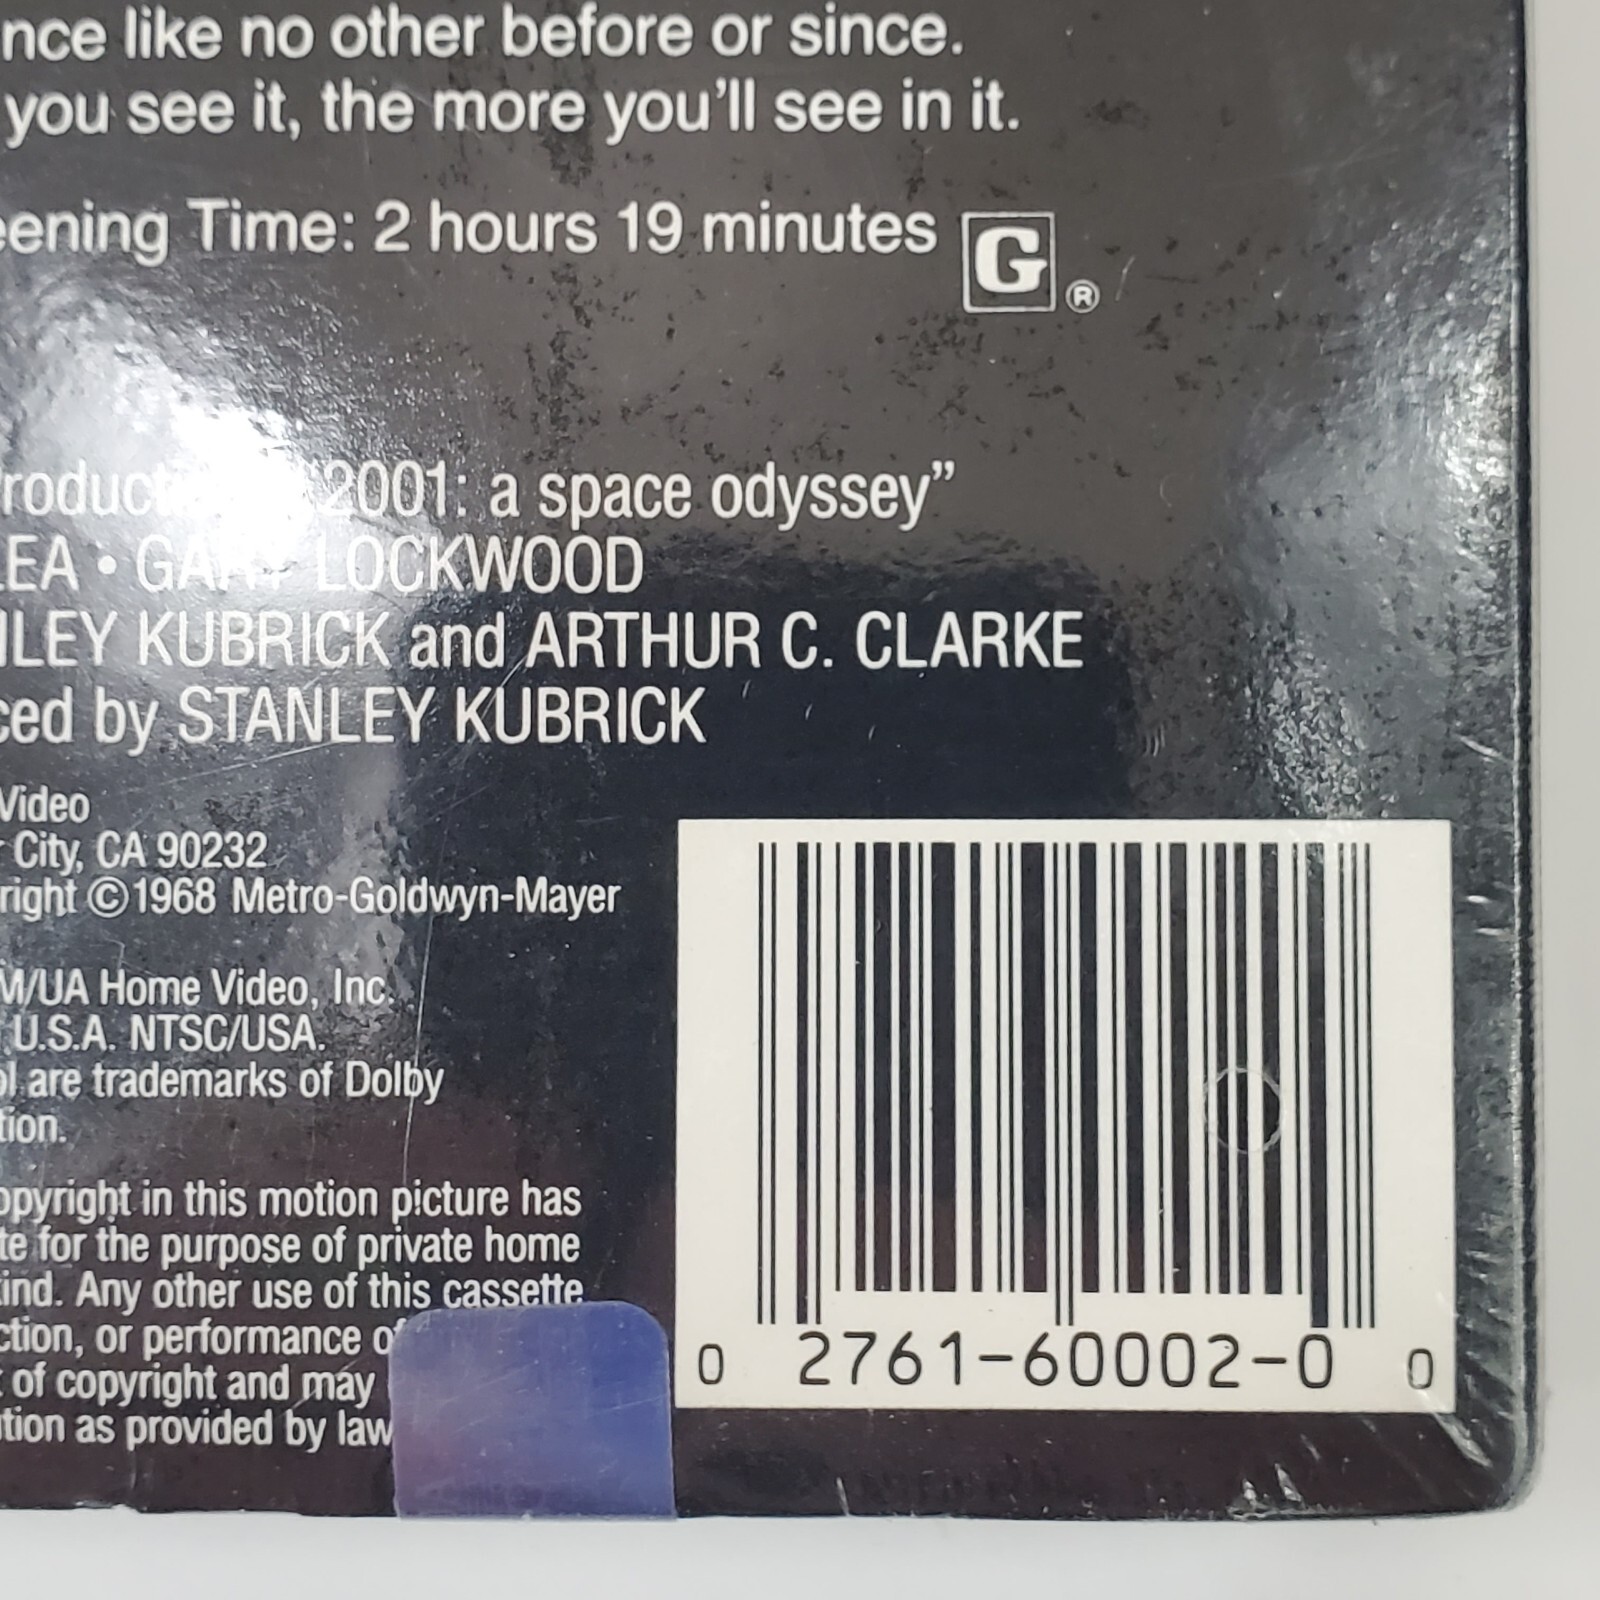 nce like no other before or since.
you see it, the more you'll see in it.
eening Time: 2 hours 19 minutes G ®
roduct 2001: a space odyssey”
LEA • GARY LOCKWOOD
NLEY KUBRICK and ARTHUR C. CLARKE
ced by STANLEY KUBRICK
Video
r City, CA 90232
right ©1968 Metro-Goldwyn-Mayer
M/UA Home Video, Inc.
U.S.A. NTSC/USA.
ol are trademarks of Dolby
tion.
opyright in this motion picture has
te for the purpose of private home
kind. Any other use of this cassette
ction, or performance of
t of copyright and may
ution as provided by law
0 2761-60002-0 0